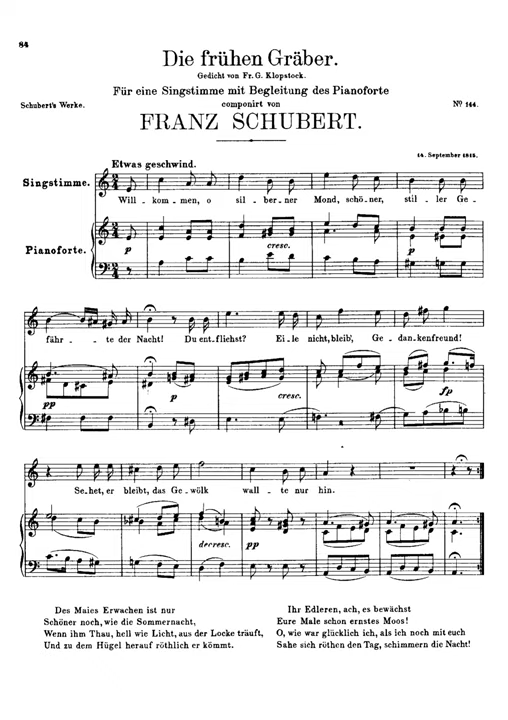 84
Die frühen Gräber.
Gedicht von Fr. G. Klopstock.
Für eine Singstimme mit Begleitung des Pianoforte
componirt von
Schubert's Werke.
Nº 144.
FRANZ SCHUBERT.
14. September 1815.
Etwas geschwind.
Singstimme.
Will - kom - men, o sil - ber - ner Mond, schö - ner, stil - ler Ge -
Pianoforte.
p cresc.
fähr - te der Nacht! Du ent - fliehst? Ei - le nicht, bleib', Ge - dan - kenfreund!
pp p cresc. fp
Se - het, er bleibt, das Ge - wölk wall - te nur hin.
decresc. pp
Des Maies Erwachen ist nur
Schöner noch, wie die Sommernacht,
Wenn ihm Thau, hell wie Licht, aus der Locke träuft,
Und zu dem Hügel herauf röthlich er kömmt.
Ihr Edleren, ach, es bewächst
Eure Male schon ernstes Moos!
O, wie war glücklich ich, als ich noch mit euch
Sahe sich röthen den Tag, schimmern die Nacht!